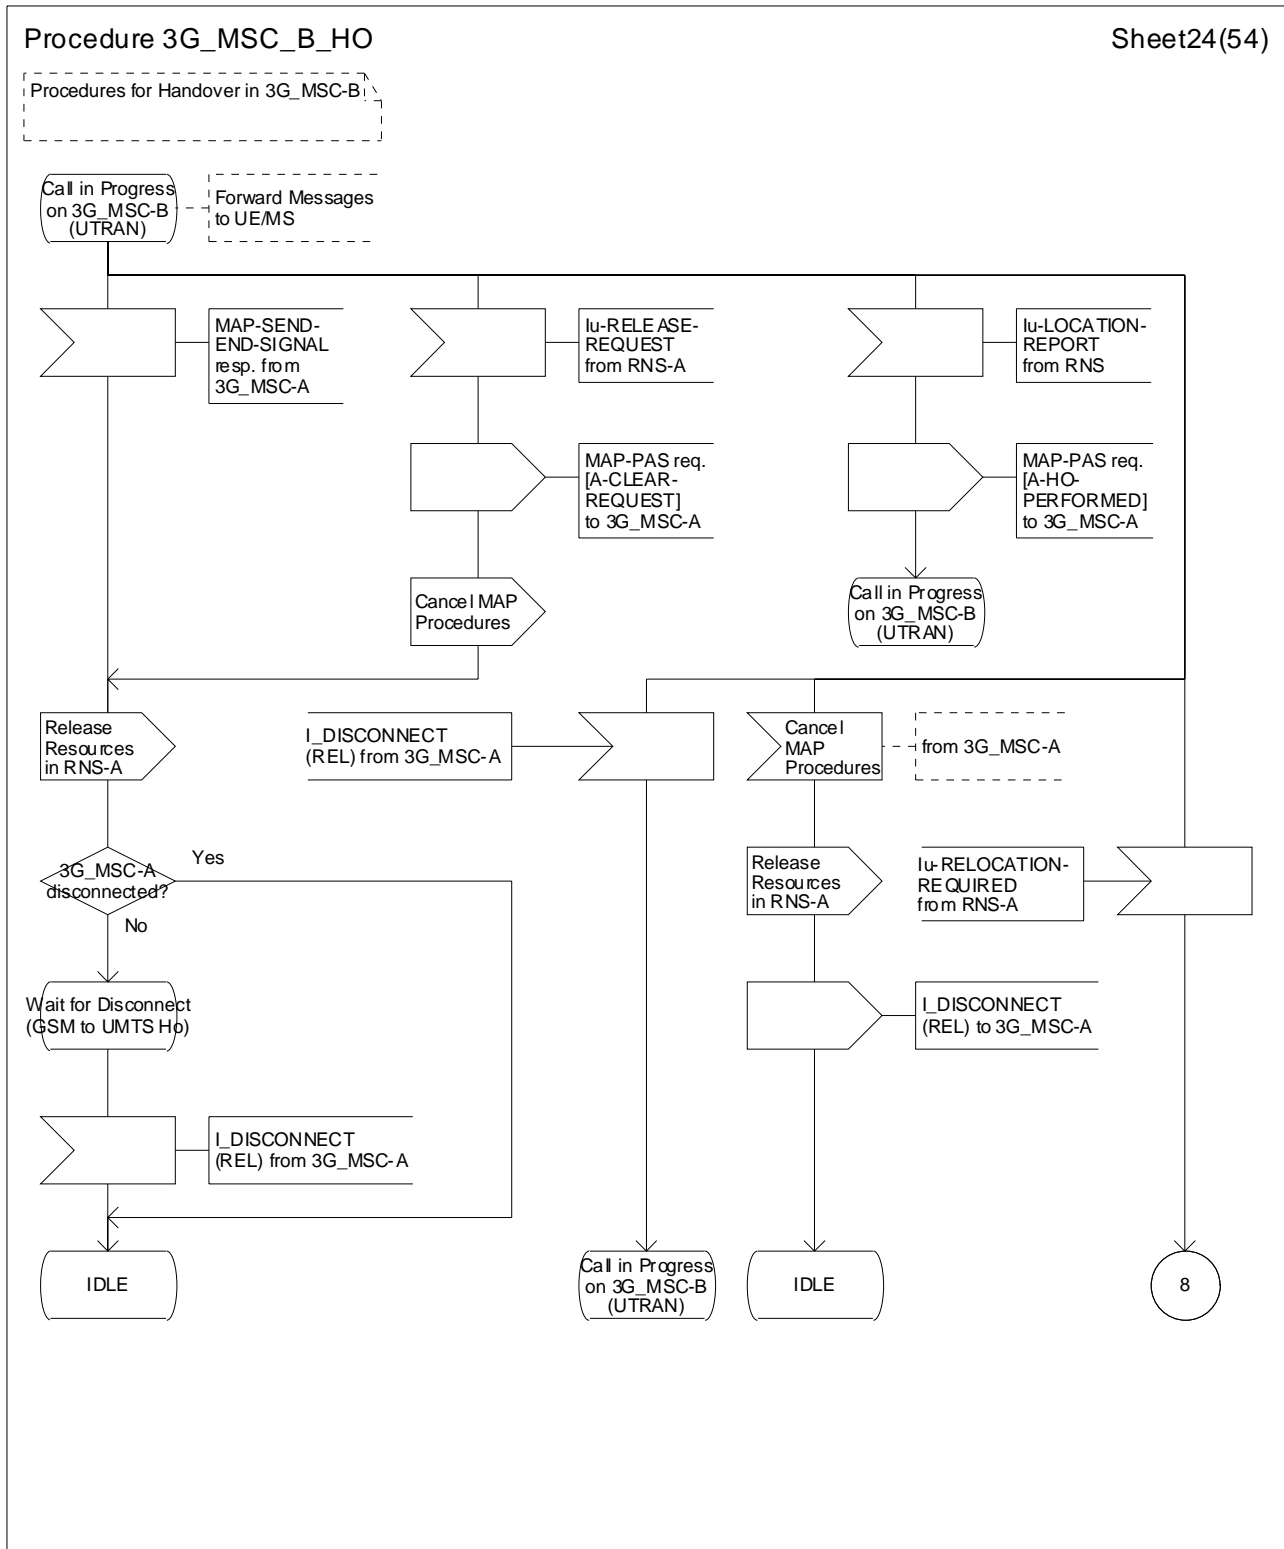 Procedure 3G_MSC_B_HO
Sheet24(54)
Procedures for Handover in 3G_MSC-B
Call in Progress
on 3G_MSC-B
(UTRAN)
Forward Messages
to UE/MS
MAP-SEND-
END-SIGNAL
resp. from
3G_MSC-A
Iu-RELEASE-
REQUEST
from RNS-A
Iu-LOCATION-
REPORT
from RNS
MAP-PAS req.
[A-CLEAR-
REQUEST]
to 3G_MSC-A
MAP-PAS req.
[A-HO-
PERFORMED]
to 3G_MSC-A
Cancel MAP
Procedures
Call in Progress
on 3G_MSC-B
(UTRAN)
Release
Resources
in RNS-A
I_DISCONNECT
(REL) from 3G_MSC-A
Cancel
MAP
Procedures
from 3G_MSC-A
3G_MSC-A
disconnected?
Yes
No
Release
Resources
in RNS-A
Iu-RELOCATION-
REQUIRED
from RNS-A
Wait for Disconnect
(GSM to UMTS Ho)
I_DISCONNECT
(REL) to 3G_MSC-A
I_DISCONNECT
(REL) from 3G_MSC-A
IDLE
Call in Progress
on 3G_MSC-B
(UTRAN)
IDLE
8